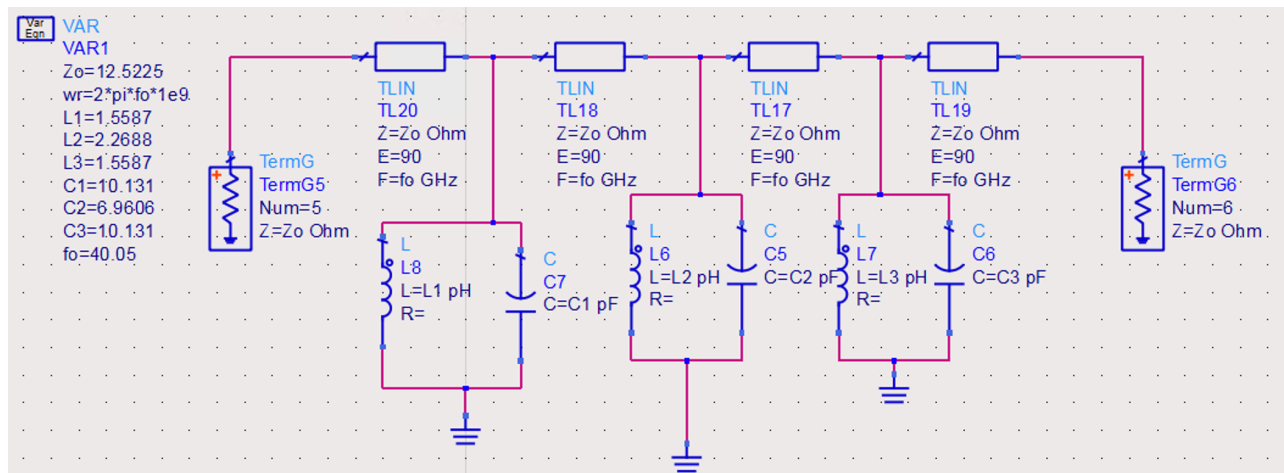 Var
Eqn
VAR
VAR1
Zo=12.5225
wr=2*pi*fo*1e9
L1=1.5587
L2=2.2688
L3=1.5587
C1=10.131
C2=6.9606
C3=10.131
fo=40.05
TermG
TermG5
Num=5
Z=Zo Ohm
TLIN
TL20
Z=Zo Ohm
E=90
F=fo GHz
TLIN
TL18
Z=Zo Ohm
E=90
F=fo GHz
TLIN
TL17
Z=Zo Ohm
E=90
F=fo GHz
TLIN
TL19
Z=Zo Ohm
E=90
F=fo GHz
TermG
TermG6
Num=6
Z=Zo Ohm
L
L8
L=L1 pH
R=
C
C7
C=C1 pF
L
L6
L=L2 pH
R=
C
C5
C=C2 pF
L
L7
L=L3 pH
R=
C
C6
C=C3 pF